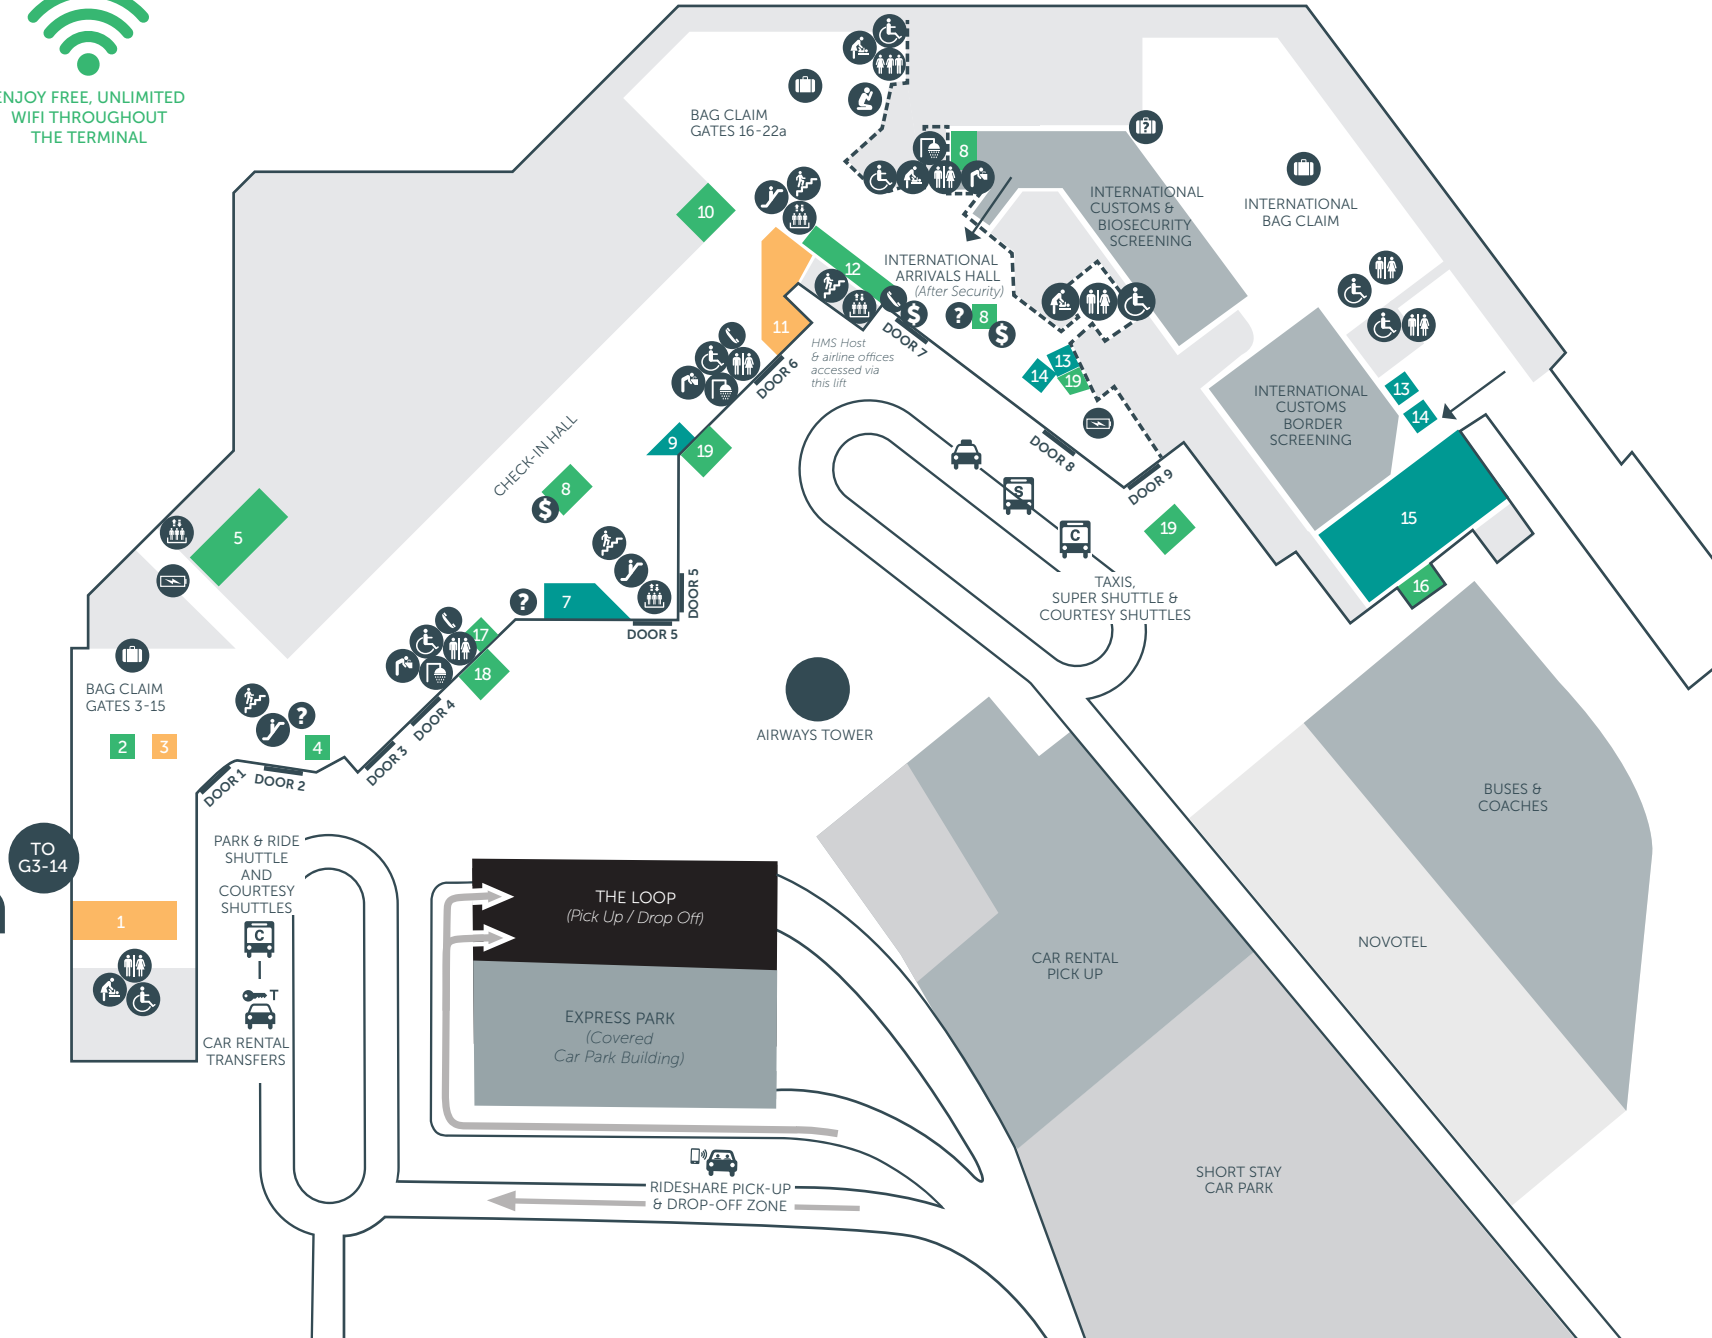 ENJOY FREE, UNLIMITED
WIFI THROUGHOUT
THE TERMINAL
BAG CLAIM
GATES 16-22a
8
10
INTERNATIONAL
CUSTOMS &
BIOSECURITY
SCREENING
?
INTERNATIONAL
BAG CLAIM
12
INTERNATIONAL
ARRIVALS HALL
(After Security)
11
$
?
8
$
DOOR 7
HMS Host
& airline offices
accessed via
this lift
DOOR 6
13
14
19
INTERNATIONAL
CUSTOMS
BORDER
SCREENING
13
14
CHECK-IN HALL
9
19
DOOR 8
DOOR 9
8
$
S
C
19
15
16
5
TAXIS,
SUPER SHUTTLE &
COURTESY SHUTTLES
?
7
DOOR 5
DOOR 5
17
18
BAG CLAIM
GATES 3-15
?
2
3
4
DOOR 1
DOOR 2
DOOR 3
DOOR 4
AIRWAYS TOWER
BUSES &
COACHES
TO
G3-14
PARK & RIDE
SHUTTLE
AND
COURTESY
SHUTTLES
C
1
T
CAR RENTAL
TRANSFERS
THE LOOP
(Pick Up / Drop Off)
EXPRESS PARK
(Covered
Car Park Building)
CAR RENTAL
PICK UP
NOVOTEL
RIDESHARE PICK-UP
& DROP-OFF ZONE
SHORT STAY
CAR PARK